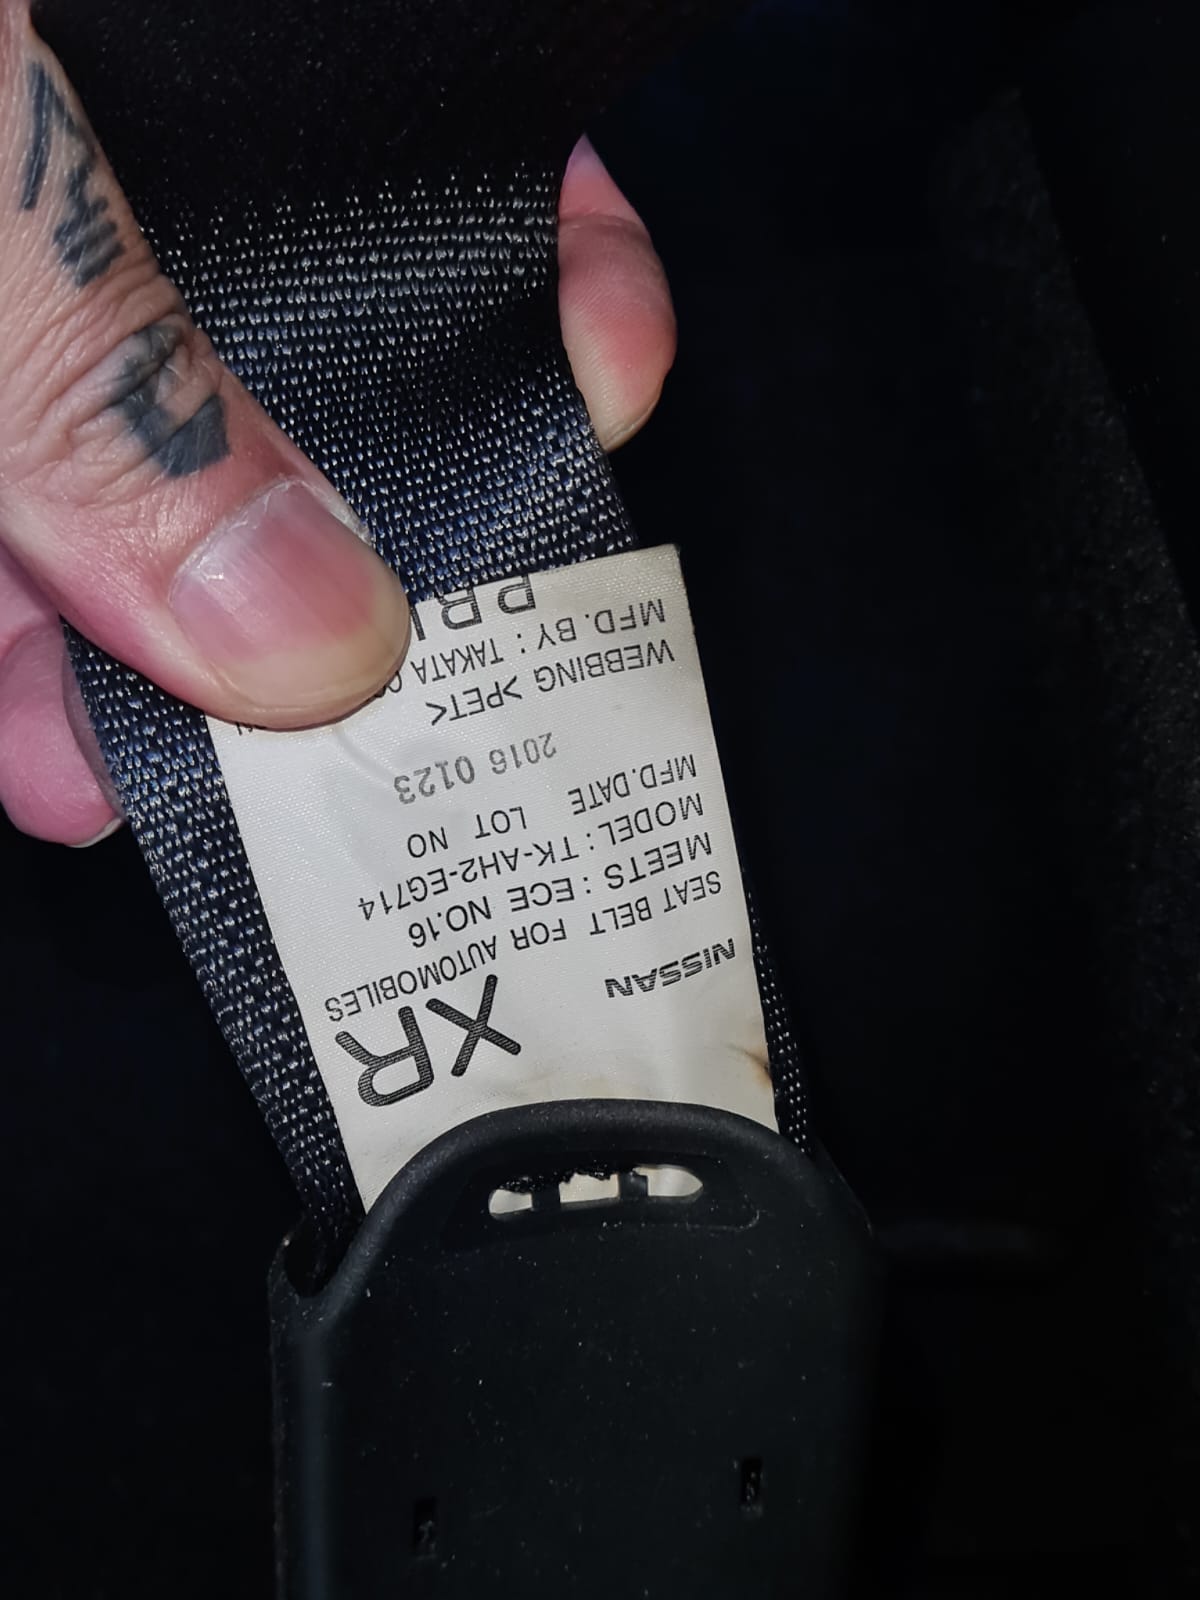 XR
NISSAN
SEAT BELT FOR AUTOMOBILES
MEETS : ECE NO.16
MODEL : TK-AH2-EG714
MFD.DATE LOT NO
2016 0123
WEBBING >PET<
MFD. BY : TAKATA